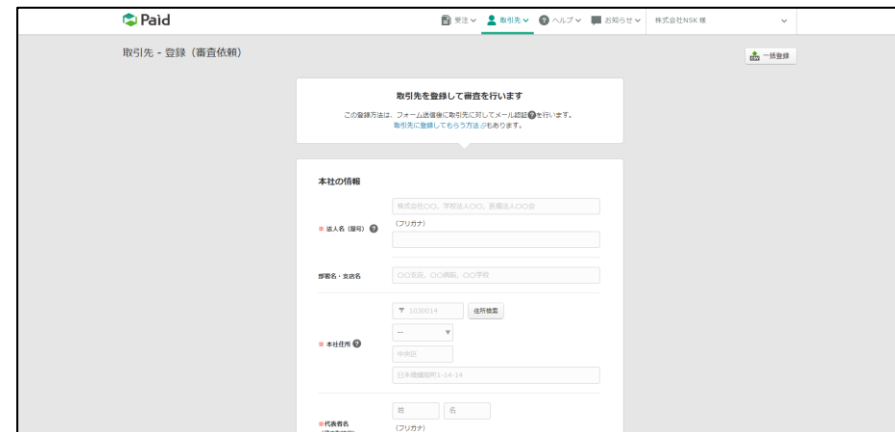 Paid
受注
取引先
ヘルプ
お知らせ
株式会社NSK 様
取引先 - 登録（審査依頼）
一括登録
取引先を登録して審査を行います
この登録方法は、フォーム送信後に取引先に対してメール認証?を行います。
取引先に登録してもらう方法もあります。
本社の情報
株式会社〇〇、学校法人〇〇、医療法人〇〇会
※ 法人名（屋号） ?
（フリガナ）
部署名・支店名
〇〇支店、〇〇病院、〇〇学校
〒 1030014
住所検索
--
※ 本社住所 ?
中央区
日本橋蛎殻町1-14-14
姓
名
※代表者名
（フリガナ）